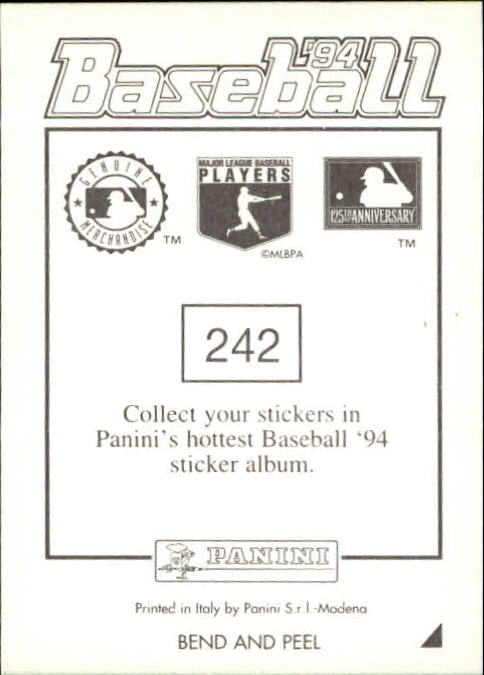 '94
Baseball
GENUINE
MERCHANDISE
TM
MAJOR LEAGUE BASEBALL
PLAYERS
©MLBPA
125TH ANNIVERSARY
TM
242
Collect your stickers in
Panini's hottest Baseball '94
sticker album.
PANINI
Printed in Italy by Panini S.r.l.-Modena
BEND AND PEEL